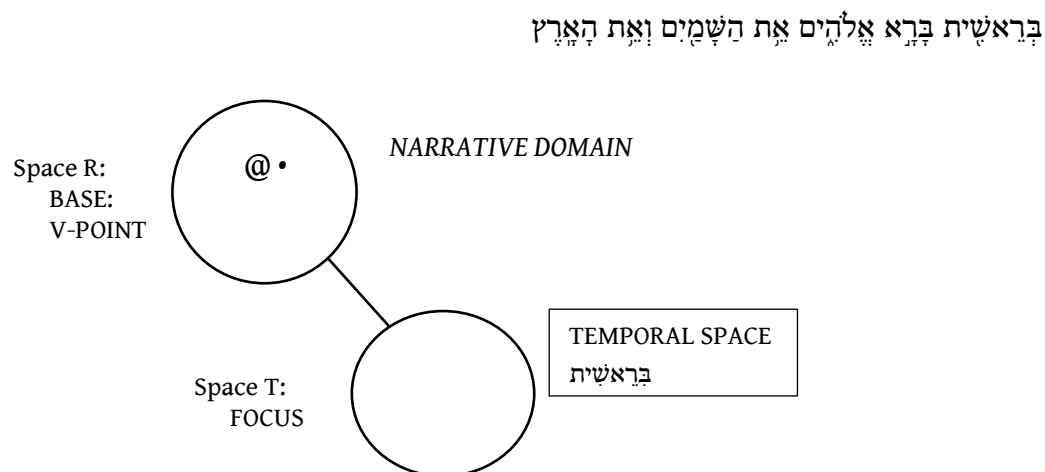 בְּרֵאשִׁ֖ית בָּרָ֣א אֱלֹהִ֑ים אֵ֥ת הַשָּׁמַ֖יִם וְאֵ֥ת הָאָֽרֶץ
@ •
NARRATIVE DOMAIN
Space R:
BASE:
V-POINT
TEMPORAL SPACE
בְּרֵאשִׁית
Space T:
FOCUS